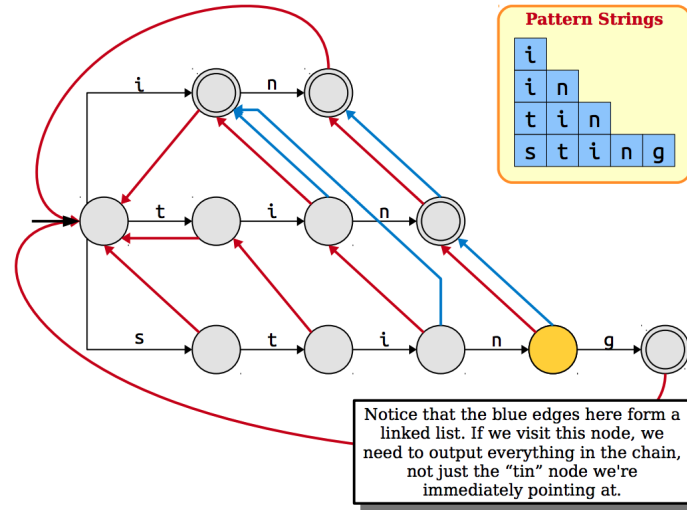 Pattern Strings
i
i n
t i n
s t i n g
i n
t i n
s t i n g
Notice that the blue edges here form a
linked list. If we visit this node, we
need to output everything in the chain,
not just the “tin” node we're
immediately pointing at.